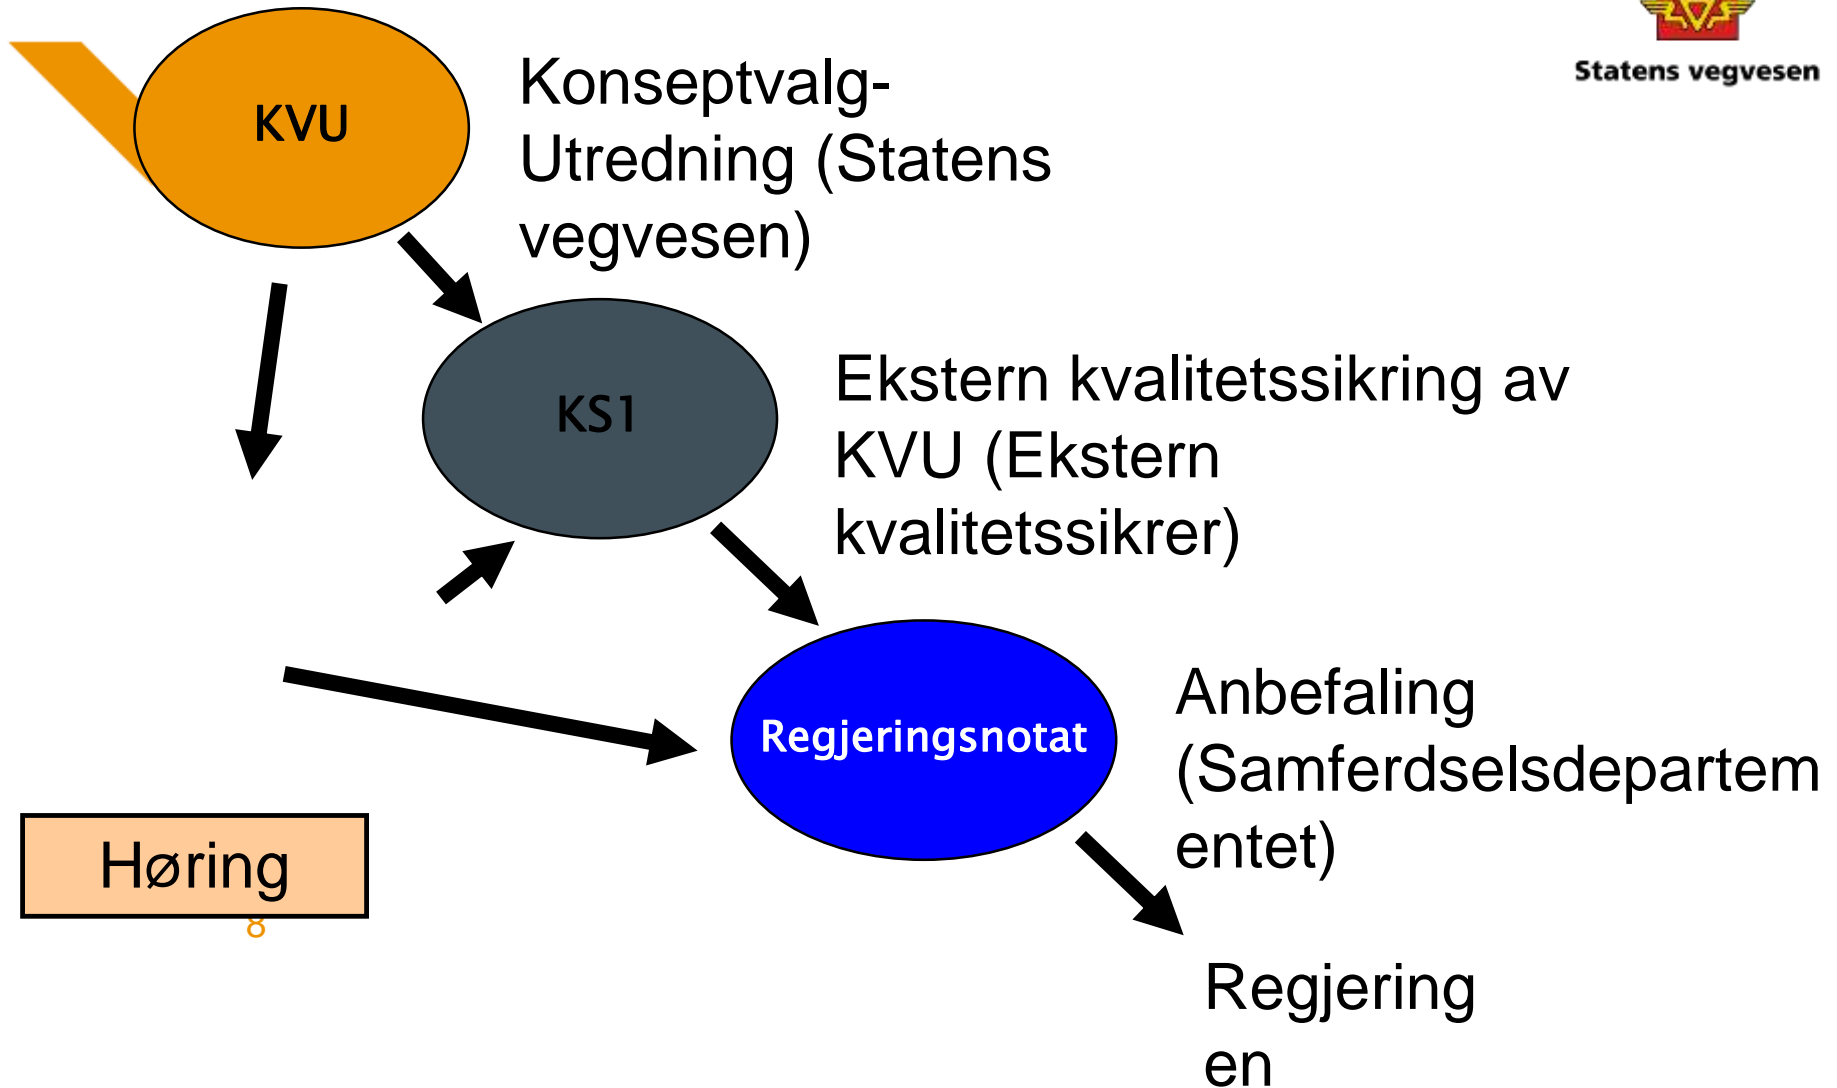 Statens vegvesen
KVU
Konseptvalg-
Utredning (Statens
vegvesen)
KS1
Ekstern kvalitetssikring av
KVU (Ekstern
kvalitetssikrer)
Regjeringsnotat
Anbefaling
(Samferdselsdepartem
entet)
Høring
8
Regjering
en